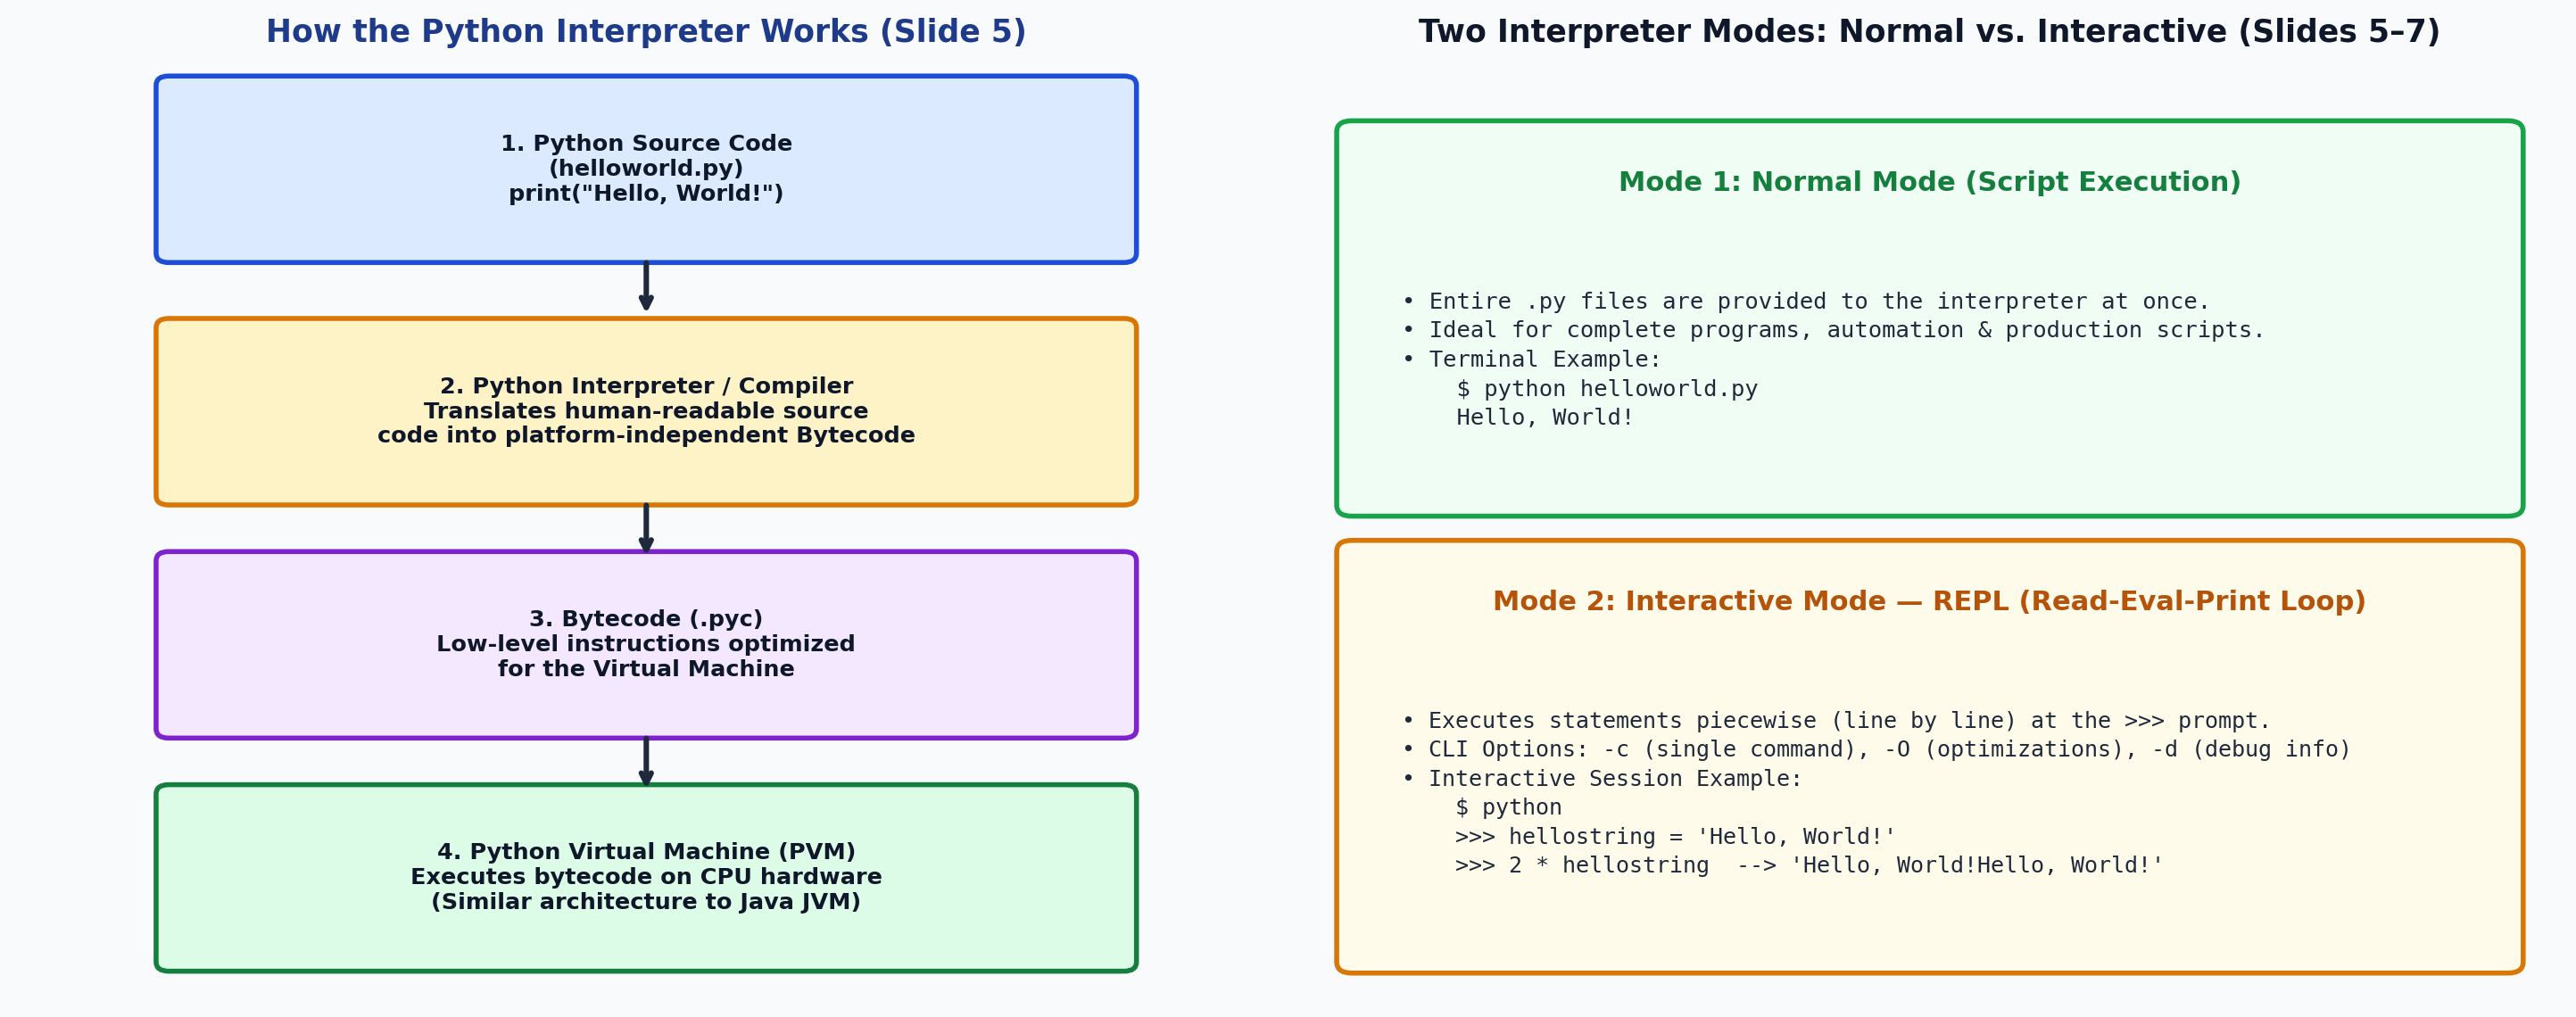 How the Python Interpreter Works (Slide 5)
1. Python Source Code
(helloworld.py)
print("Hello, World!")
2. Python Interpreter / Compiler
Translates human-readable source
code into platform-independent Bytecode
3. Bytecode (.pyc)
Low-level instructions optimized
for the Virtual Machine
4. Python Virtual Machine (PVM)
Executes bytecode on CPU hardware
(Similar architecture to Java JVM)
Two Interpreter Modes: Normal vs. Interactive (Slides 5–7)
Mode 1: Normal Mode (Script Execution)
• Entire .py files are provided to the interpreter at once.
• Ideal for complete programs, automation & production scripts.
• Terminal Example:
$ python helloworld.py
Hello, World!
Mode 2: Interactive Mode — REPL (Read-Eval-Print Loop)
• Executes statements piecewise (line by line) at the >>> prompt.
• CLI Options: -c (single command), -O (optimizations), -d (debug info)
• Interactive Session Example:
$ python
>>> hellostring = 'Hello, World!'
>>> 2 * hellostring  --> 'Hello, World!Hello, World!'